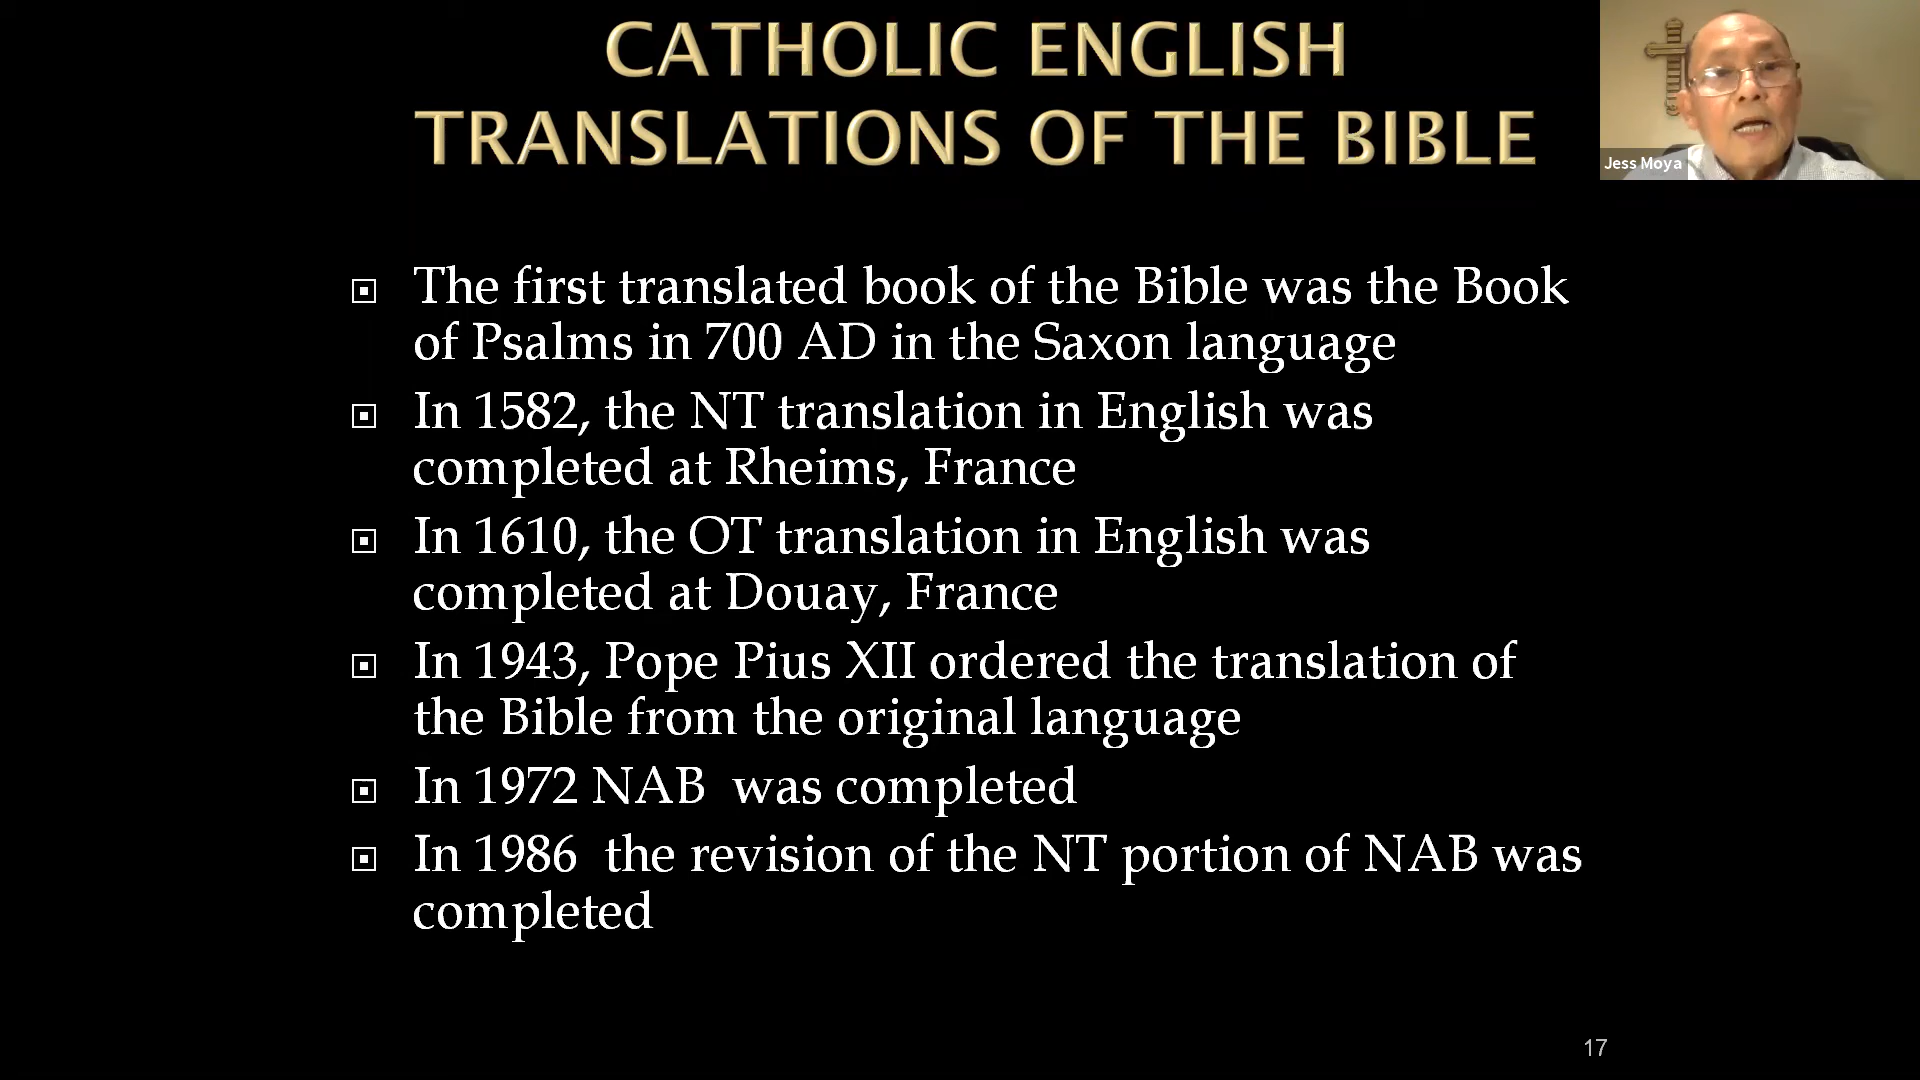 CATHOLIC ENGLISH
TRANSLATIONS OF THE BIBLE
Jess Moya
The first translated book of the Bible was the Book
of Psalms in 700 AD in the Saxon language
In 1582, the NT translation in English was
completed at Rheims, France
In 1610, the OT translation in English was
completed at Douay, France
In 1943, Pope Pius XII ordered the translation of
the Bible from the original language
In 1972 NAB  was completed
In 1986  the revision of the NT portion of NAB was
completed
17